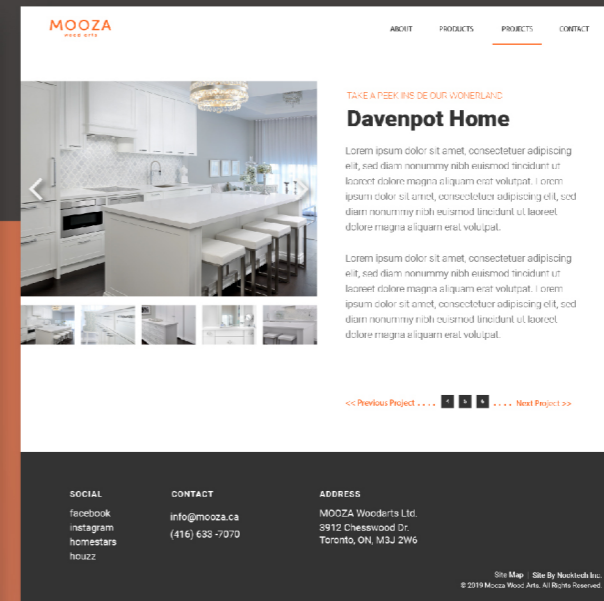 MOOZA
WOOD ARTS
ABOUT PRODUCTS PROJECTS CONTACT
TAKE A PEEK INSIDE OUR WONERLAND
Davenpot Home
Lorem ipsum dolor sit amet, consectetuer adipiscing
elit, sed diam nonummy nibh euismod tincidunt ut
laoreet dolore magna aliquam erat volutpat. Lorem
ipsum dolor sit amet, consectetuer adipiscing elit, sed
diam nonummy nibh euismod tincidunt ut laoreet
dolore magna aliquam erat volutpat.
Lorem ipsum dolor sit amet, consectetuer adipiscing
elit, sed diam nonummy nibh euismod tincidunt ut
laoreet dolore magna aliquam erat volutpat. Lorem
ipsum dolor sit amet, consectetuer adipiscing elit, sed
diam nonummy nibh euismod tincidunt ut laoreet
dolore magna aliquam erat volutpat.
<< Previous Project . . . . . . . . Next Project >>
SOCIAL
facebook
instagram
homestars
houzz
CONTACT
info@mooza.ca
(416) 633 -7070
ADDRESS
MOOZA Woodarts Ltd.
3912 Chesswood Dr.
Toronto, ON, M3J 2W6
Site Map | Site By Nooktech Inc.
© 2019 Mooza Wood Arts. All Rights Reserved